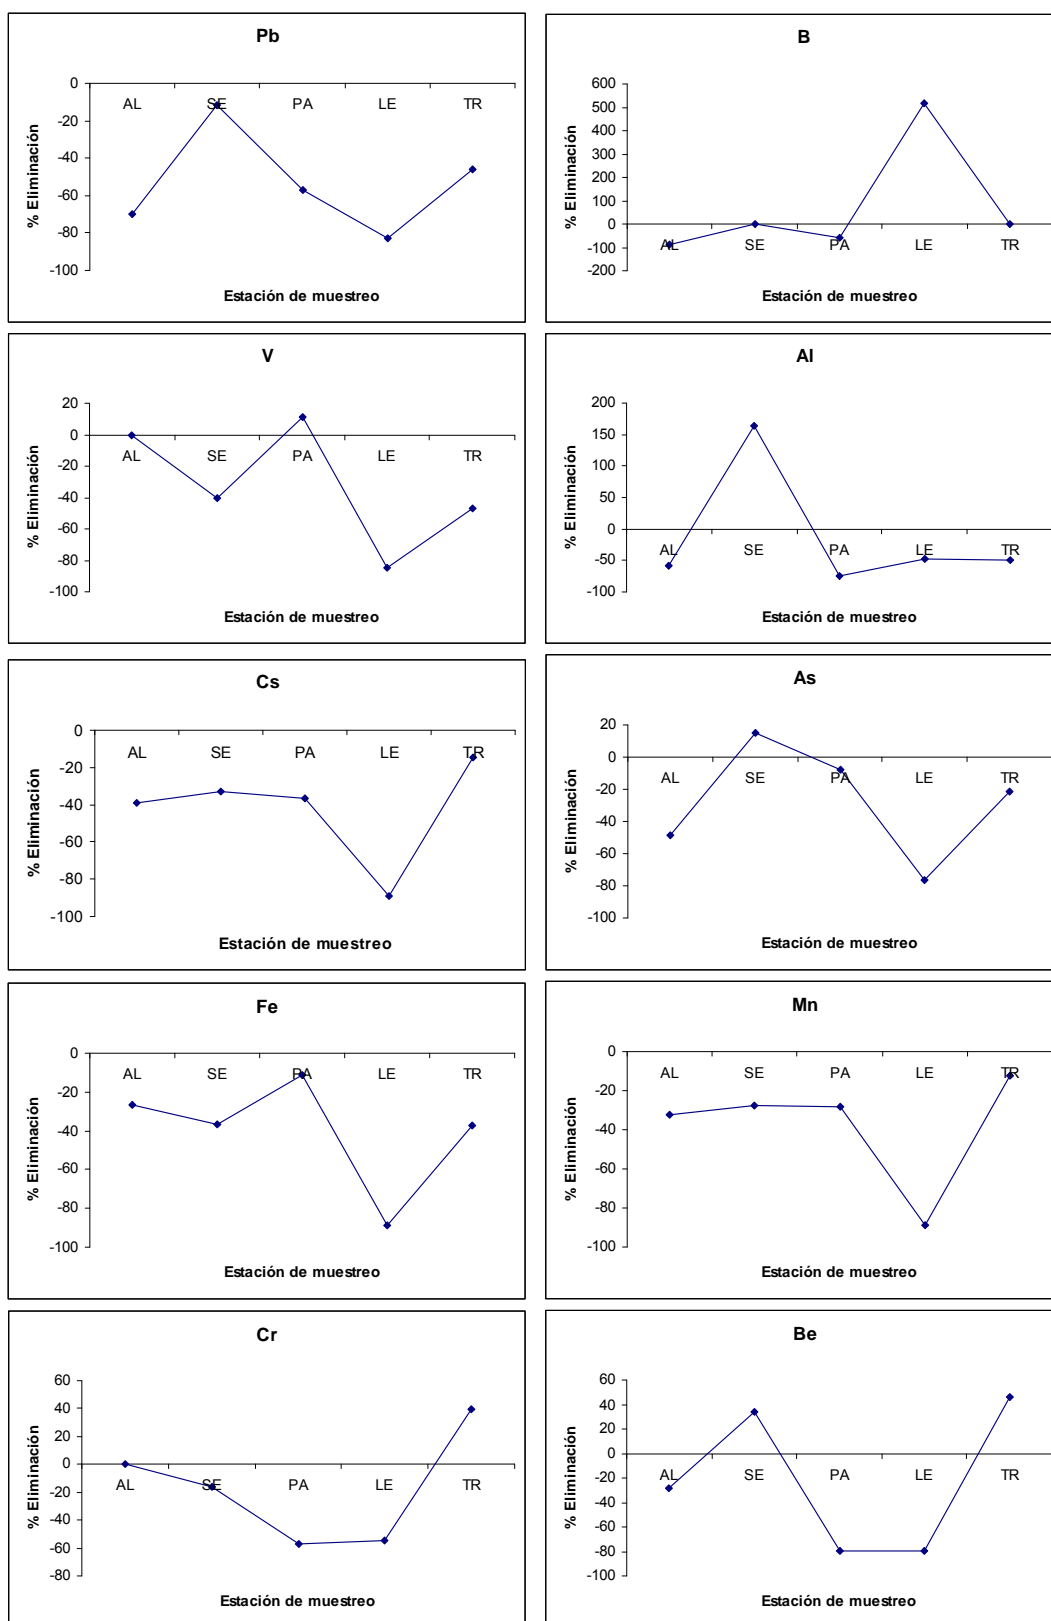 Pb
0
-20
-40
-60
-80
-100
AL SE PA LE TR
% Eliminación
Estación de muestreo
B
600
500
400
300
200
100
0
-100
-200
AL SE PA LE TR
% Eliminación
Estación de muestreo
V
20
0
-20
-40
-60
-80
-100
AL SE PA LE TR
% Eliminación
Estación de muestreo
Al
200
150
100
50
0
-50
-100
AL SE PA LE TR
% Eliminación
Estación de muestreo
Cs
0
-20
-40
-60
-80
-100
AL SE PA LE TR
% Eliminación
Estación de muestreo
As
20
0
-20
-40
-60
-80
-100
AL SE PA LE TR
% Eliminación
Estación de muestreo
Fe
0
-20
-40
-60
-80
-100
AL SE PA LE TR
% Eliminación
Estación de muestreo
Mn
0
-20
-40
-60
-80
-100
AL SE PA LE TR
% Eliminación
Estación de muestreo
Cr
60
40
20
0
-20
-40
-60
-80
AL SE PA LE TR
% Eliminación
Estación de muestreo
Be
60
40
20
0
-20
-40
-60
-80
-100
AL SE PA LE TR
% Eliminación
Estación de muestreo